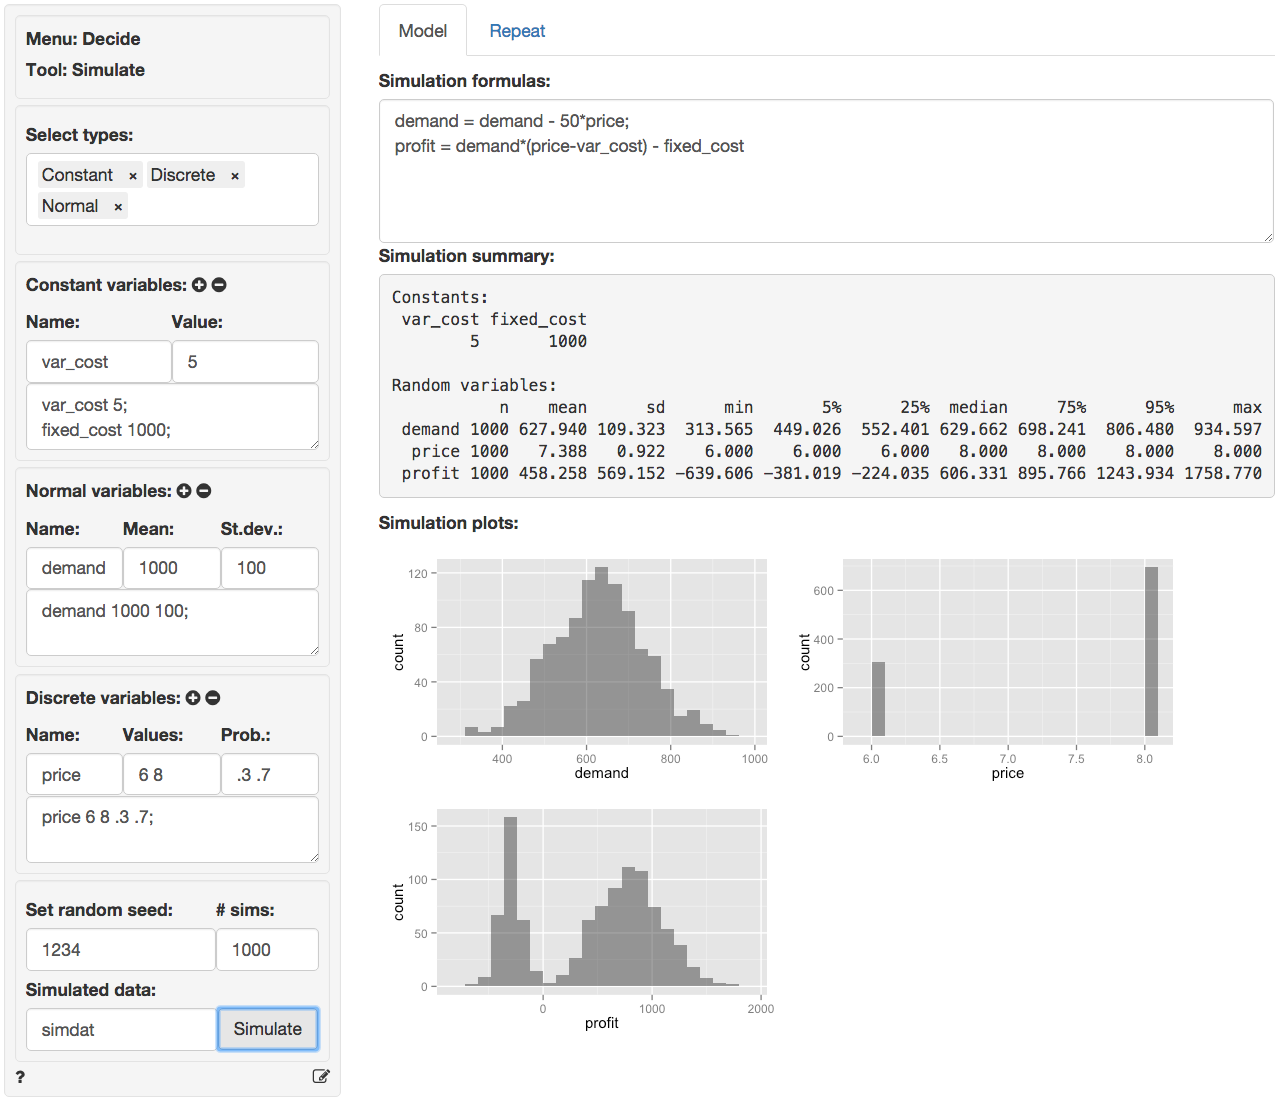 Menu: Decide
Tool: Simulate
Select types:
Constant × Discrete ×
Normal ×
Constant variables:
Name: Value:
var_cost 5
var_cost 5;
fixed_cost 1000;
Normal variables:
Name: Mean: St.dev.:
demand 1000 100
demand 1000 100;
Discrete variables:
Name: Values: Prob.:
price 6 8 .3 .7
price 6 8 .3 .7;
Set random seed: # sims:
1234 1000
Simulated data:
simdat Simulate
?
Model Repeat
Simulation formulas:
demand = demand - 50*price;
profit = demand*(price-var_cost) - fixed_cost
Simulation summary:
Constants:
var_cost fixed_cost
5 1000
Random variables:
n mean sd min 5% 25% median 75% 95% max
demand 1000 627.940 109.323 313.565 449.026 552.401 629.662 698.241 806.480 934.597
price 1000 7.388 0.922 6.000 6.000 6.000 8.000 8.000 8.000 8.000
profit 1000 458.258 569.152 −639.606 −381.019 −224.035 606.331 895.766 1243.934 1758.770
Simulation plots:
120
80
40
0
count
400 600 800 1000
demand
600
400
200
0
count
6.0 6.5 7.0 7.5 8.0
price
150
100
50
0
count
0 1000 2000
profit